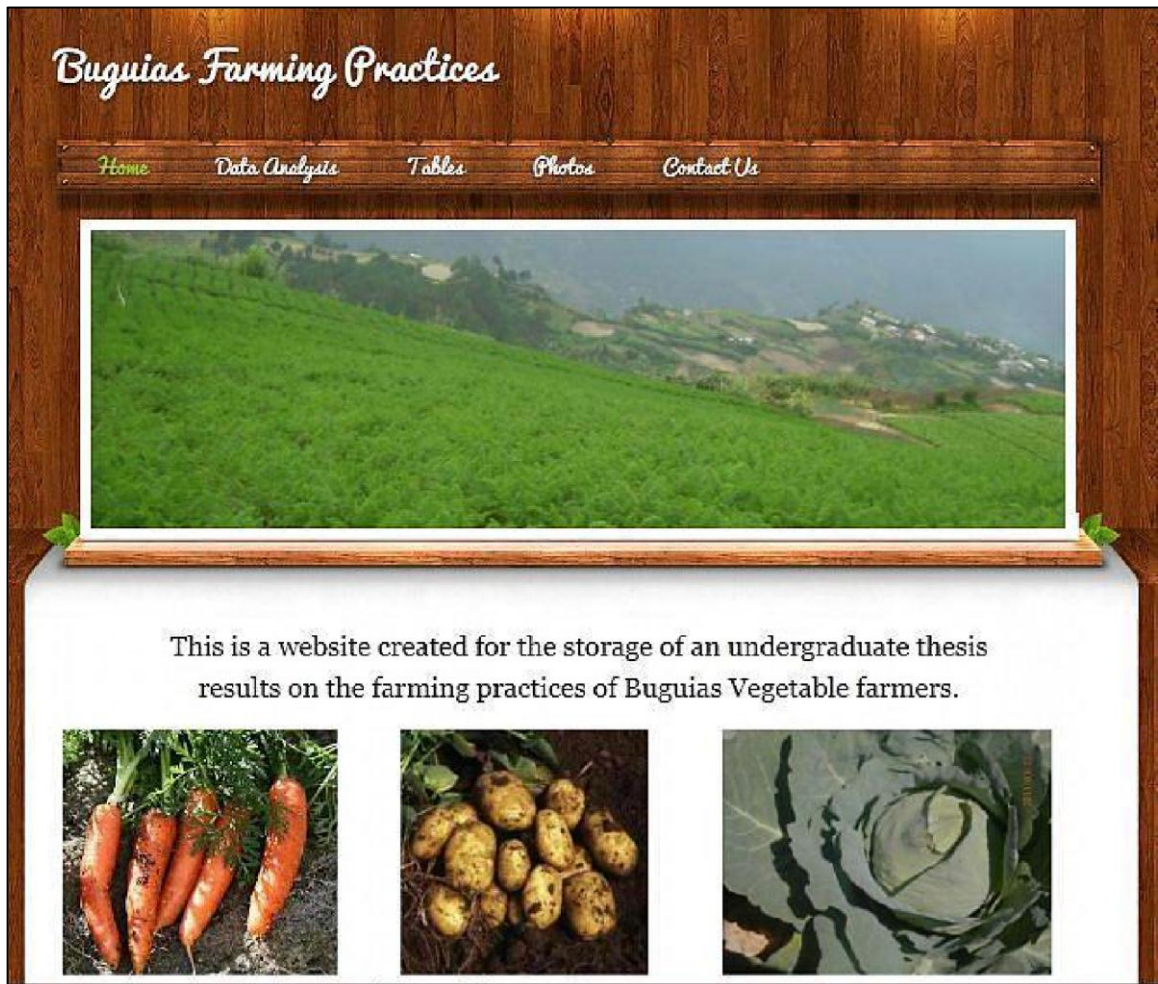 Buguias Farming Practices
Home Data Analysis Tables Photos Contact Us
This is a website created for the storage of an undergraduate thesis
results on the farming practices of Buguias Vegetable farmers.